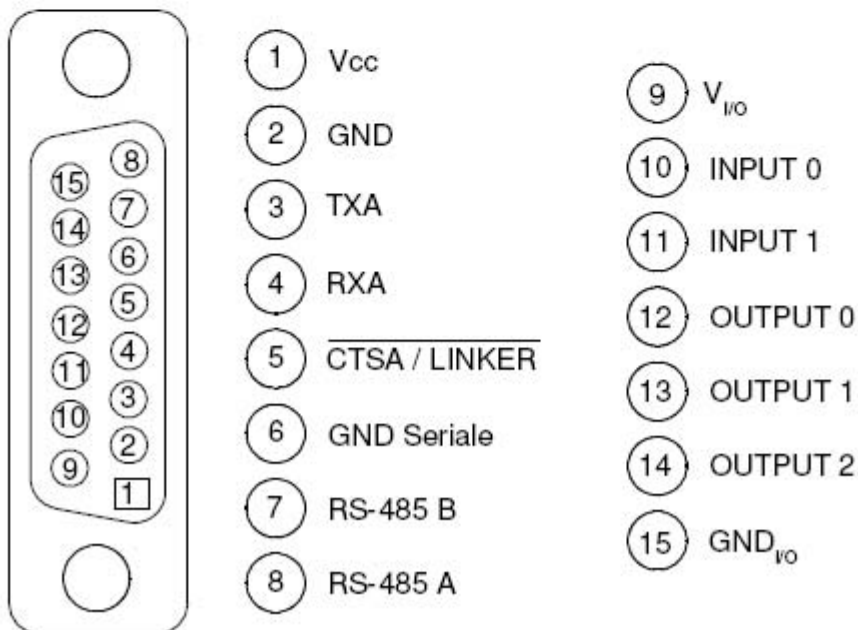 8
15
7
14
6
13
5
12
4
11
3
10
2
9
1
1 Vcc
2 GND
3 TXA
4 RXA
5 CTSA / LINKER
6 GND Seriale
7 RS-485 B
8 RS-485 A
9 VI/O
10 INPUT 0
11 INPUT 1
12 OUTPUT 0
13 OUTPUT 1
14 OUTPUT 2
15 GNDI/O